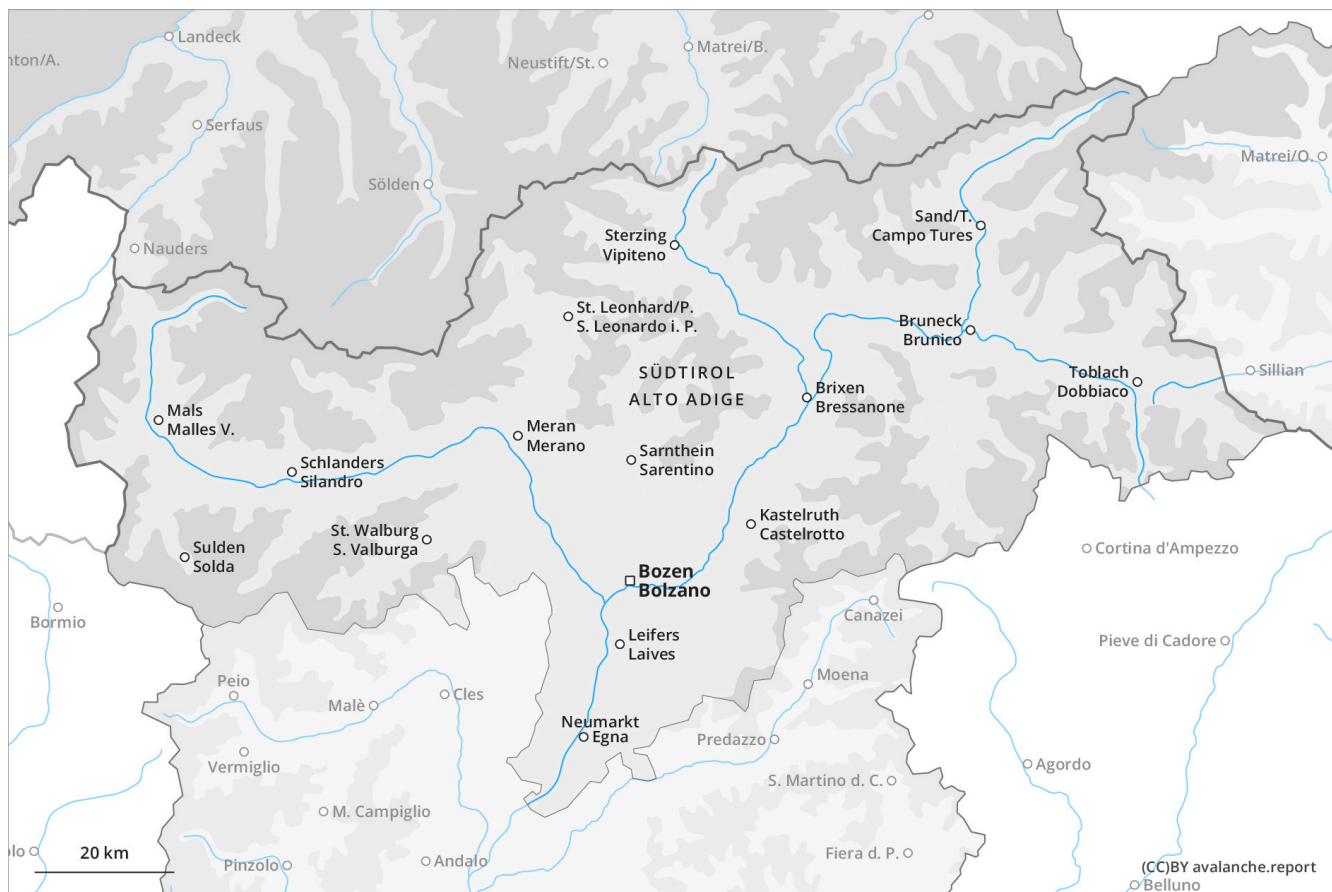 Landeck
nton/A.
Matrei/B.
Neustift/St.
Serfaus
Matrei/O.
Sölden
Sand/T.
Campo Tures
Nauders
Sterzing
Vipiteno
St. Leonhard/P.
S. Leonardo i. P.
Bruneck
Brunico
SÜDTIROL
ALTO ADIGE
Toblach
Dobbiaco
Sillian
Brixen
Bressanone
Mals
Malles V.
Meran
Merano
Schlanders
Silandro
Sarnthein
Sarentino
Kastelruth
Castelrotto
St. Walburg
S. Valburga
Sulden
Solda
Cortina d'Ampezzo
Bozen
Bolzano
Bormio
Canazei
Leifers
Laives
Pieve di Cadore
Peio
Malè
Cles
Moena
Neumarkt
Egna
Predazzo
Vermiglio
Agordo
S. Martino d. C.
M. Campiglio
olo
20 km
Pinzolo
Andalo
Fiera d. P.
(CC)BY avalanche.report
Belluno